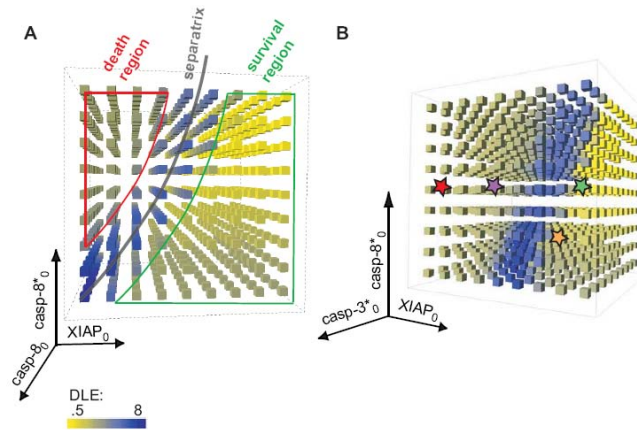 A
death
region
separatrix
survival
region
B
casp-8*0
XIAP0
casp-80
casp-8*0
casp-3*0
XIAP0
DLE:
.5 8